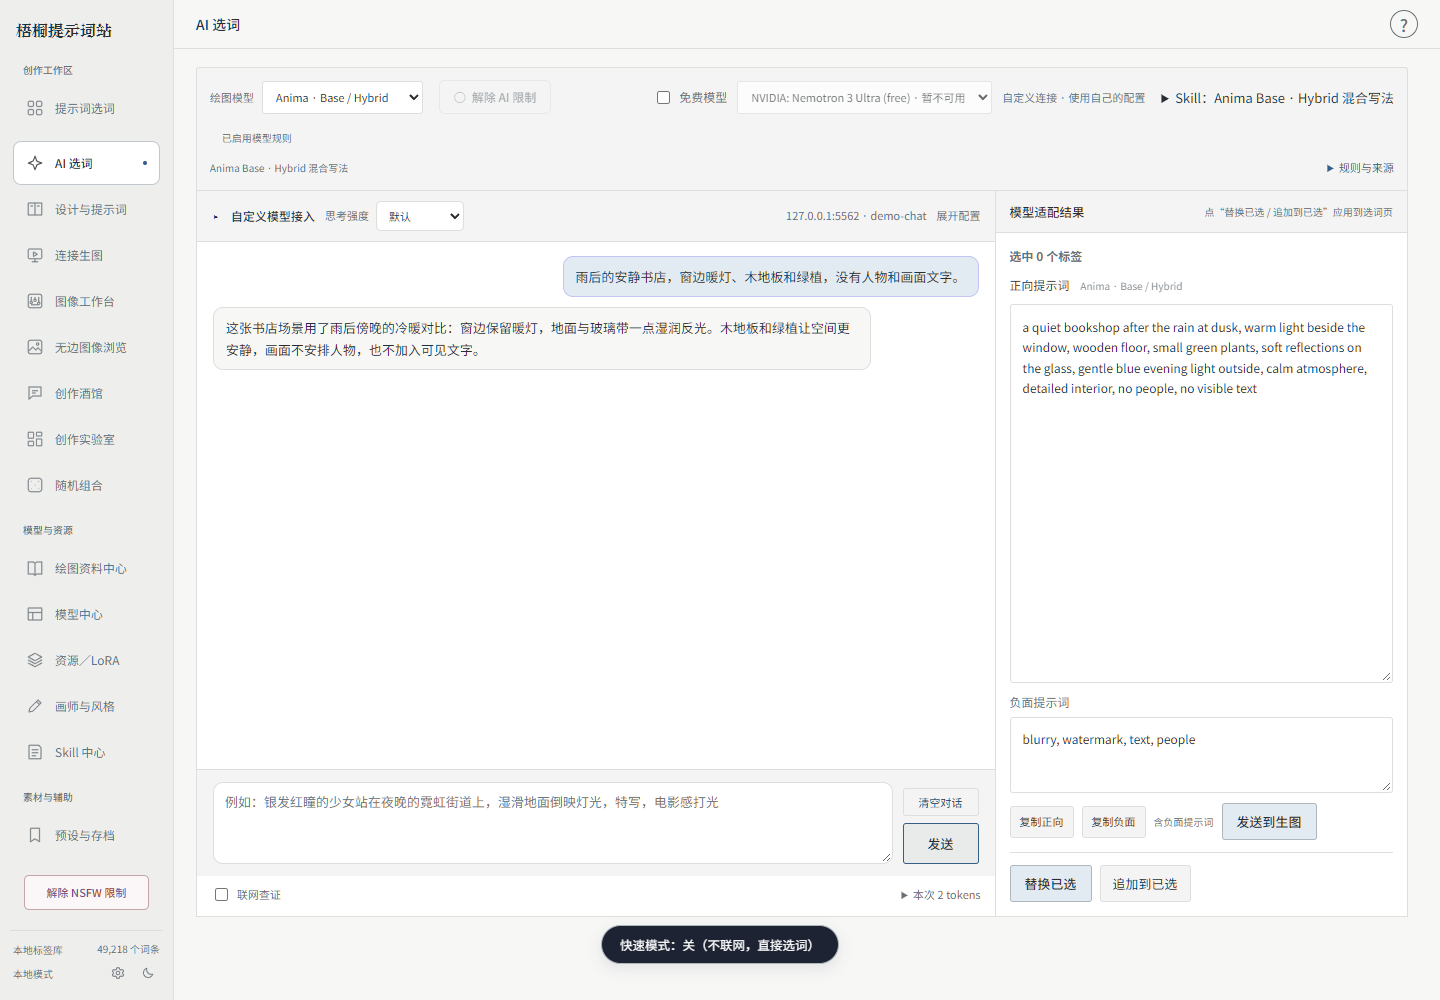 梧桐提示词站
创作工作区
提示词选词
AI 选词
设计与提示词
连接生图
图像工作台
无边图像浏览
创作酒馆
创作实验室
随机组合
模型与资源
绘图资料中心
模型中心
资源／LoRA
画师与风格
Skill 中心
素材与辅助
预设与存档
解除 NSFW 限制
本地标签库 49,218 个词条
本地模式
AI 选词
?
绘图模型 Anima · Base / Hybrid 解除 AI 限制 免费模型 NVIDIA: Nemotron 3 Ultra (free) · 暂不可用 自定义连接 · 使用自己的配置 ▶ Skill：Anima Base · Hybrid 混合写法
已启用模型规则
Anima Base · Hybrid 混合写法 ▶ 规则与来源
自定义模型接入 思考强度 默认 127.0.0.1:5562 · demo-chat 展开配置
雨后的安静书店，窗边暖灯、木地板和绿植，没有人物和画面文字。
这张书店场景用了雨后傍晚的冷暖对比：窗边保留暖灯，地面与玻璃带一点湿润反光。木地板和绿植让空间更
安静，画面不安排人物，也不加入可见文字。
例如：银发红瞳的少女站在夜晚的霓虹街道上，湿滑地面倒映灯光，特写，电影感打光
清空对话
发送
联网查证 ▶ 本次 2 tokens
模型适配结果 点“替换已选 / 追加到已选”应用到选词页
选中 0 个标签
正向提示词 Anima · Base / Hybrid
a quiet bookshop after the rain at dusk, warm light beside the
window, wooden floor, small green plants, soft reflections on
the glass, gentle blue evening light outside, calm atmosphere,
detailed interior, no people, no visible text
负面提示词
blurry, watermark, text, people
复制正向 复制负面 含负面提示词 发送到生图
替换已选 追加到已选
快速模式：关（不联网，直接选词）